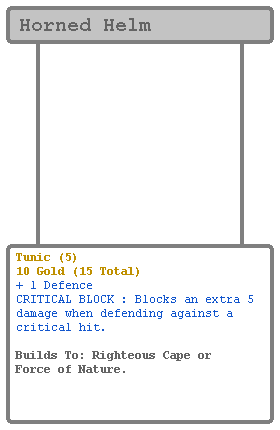 Horned Helm
Tunic (5)
10 Gold (15 Total)
+ 1 Defence
CRITICAL BLOCK : Blocks an extra 5
damage when defending against a
critical hit.
Builds To: Righteous Cape or
Force of Nature.